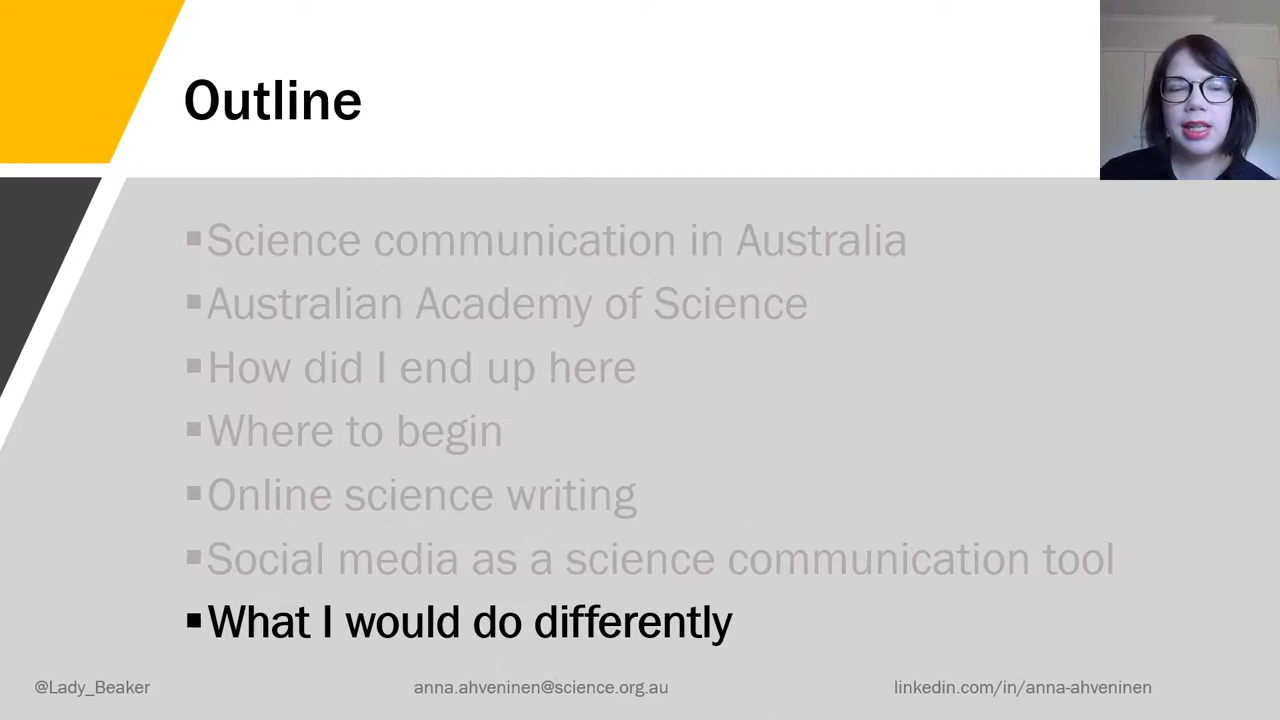 Outline
▪Science communication in Australia
▪Australian Academy of Science
▪How did I end up here
▪Where to begin
▪Online science writing
▪Social media as a science communication tool
▪What I would do differently
@Lady_Beaker
anna.ahveninen@science.org.au
linkedin.com/in/anna-ahveninen